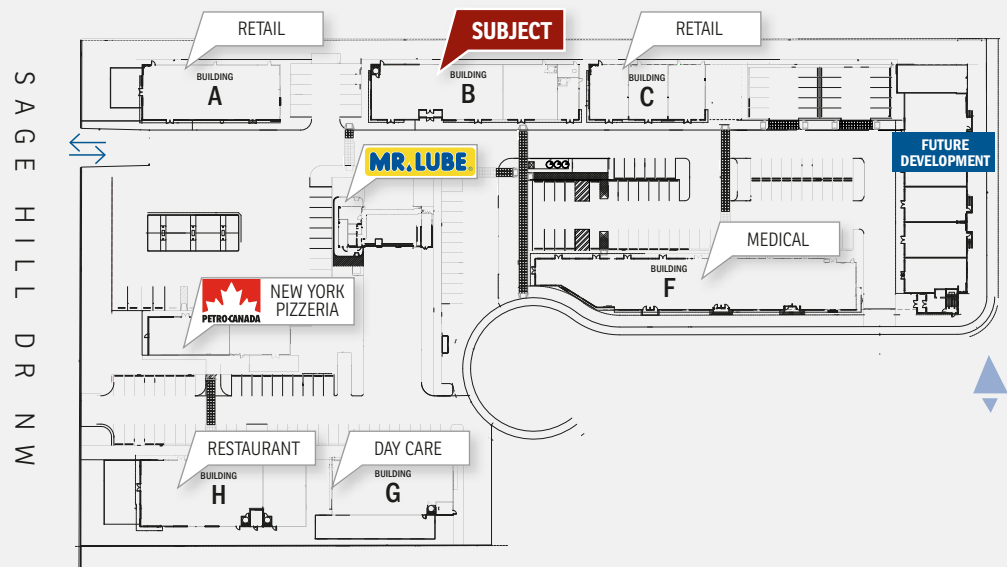 RETAIL
SUBJECT
RETAIL
BUILDING
A
BUILDING
B
BUILDING
C
SAGE HILL DR NW
MR. LUBE
FUTURE
DEVELOPMENT
MEDICAL
BUILDING
F
PETRO-CANADA
NEW YORK
PIZZERIA
RESTAURANT
DAY CARE
BUILDING
H
BUILDING
G